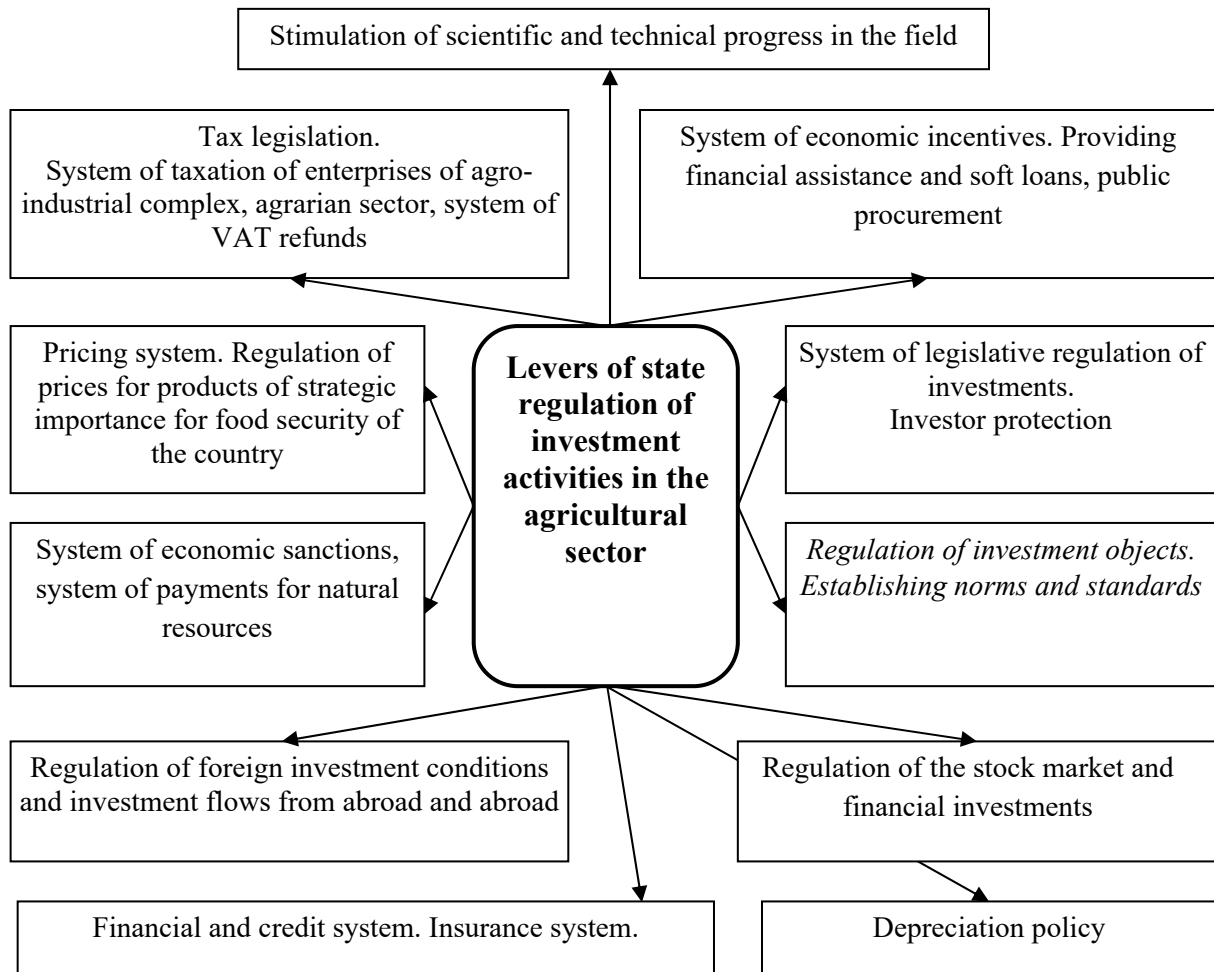 Stimulation of scientific and technical progress in the field
Tax legislation.
System of taxation of enterprises of agro-
industrial complex, agrarian sector, system of
VAT refunds
System of economic incentives. Providing
financial assistance and soft loans, public
procurement
Pricing system. Regulation of
prices for products of strategic
importance for food security of
the country
Levers of state
regulation of
investment
activities in the
agricultural
sector
System of legislative regulation of
investments.
Investor protection
System of economic sanctions,
system of payments for natural
resources
Regulation of investment objects.
Establishing norms and standards
Regulation of foreign investment conditions
and investment flows from abroad and abroad
Regulation of the stock market and
financial investments
Financial and credit system. Insurance system.
Depreciation policy